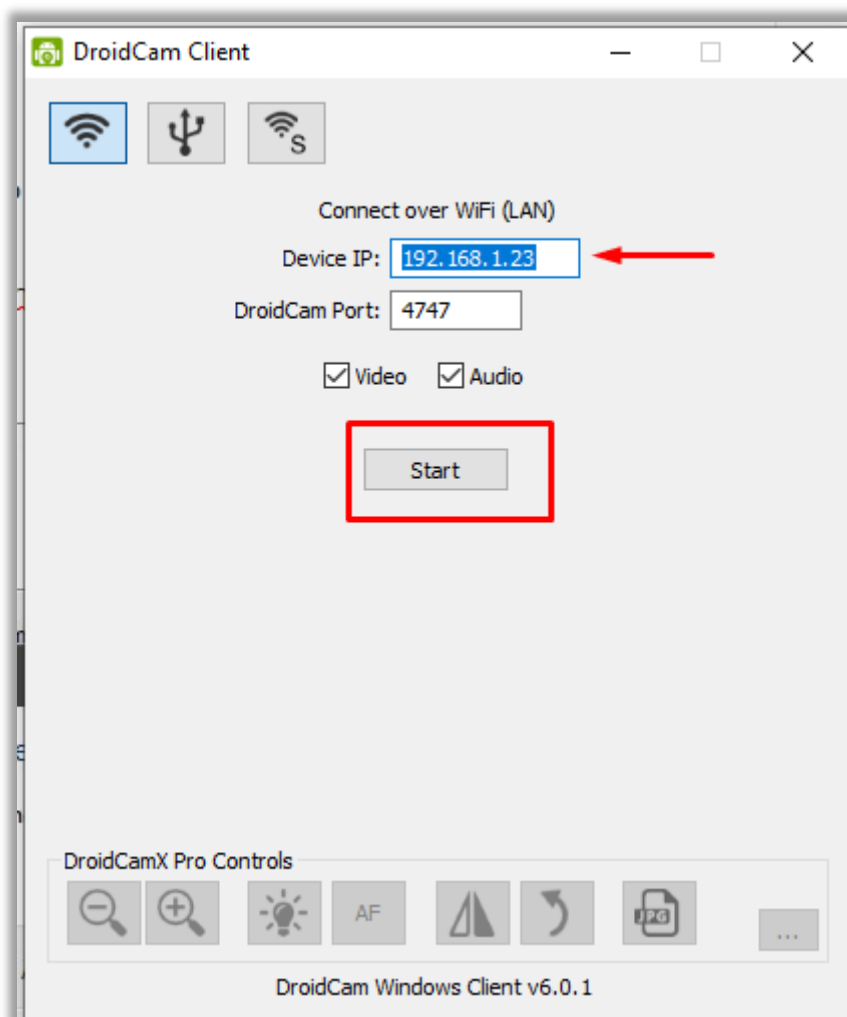 DroidCam Client
S
Connect over WiFi (LAN)
Device IP: 192.168.1.23
DroidCam Port: 4747
Video Audio
Start
DroidCamX Pro Controls
AF JPG ...
DroidCam Windows Client v6.0.1